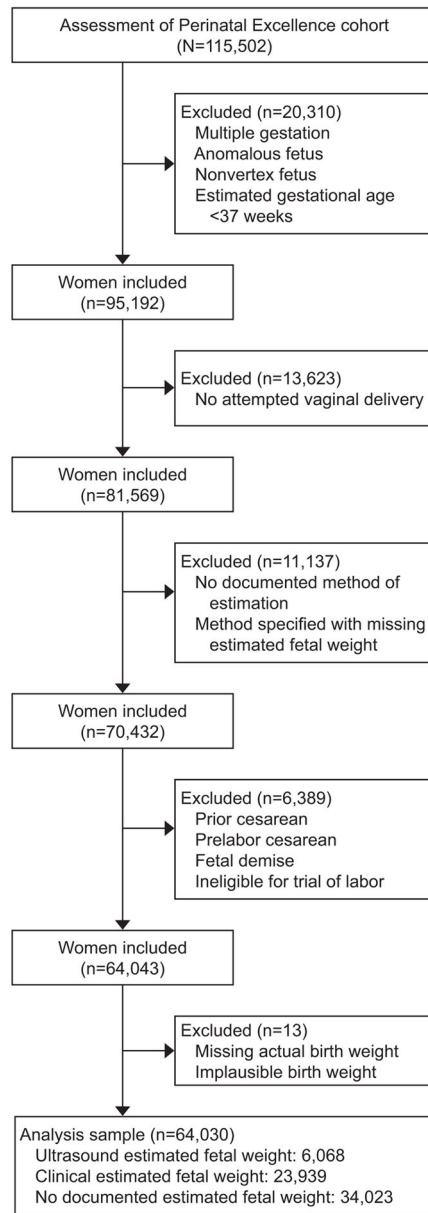 Assessment of Perinatal Excellence cohort
(N=115,502)
Excluded (n=20,310)
Multiple gestation
Anomalous fetus
Nonvertex fetus
Estimated gestational age
<37 weeks
Women included
(n=95,192)
Excluded (n=13,623)
No attempted vaginal delivery
Women included
(n=81,569)
Excluded (n=11,137)
No documented method of
estimation
Method specified with missing
estimated fetal weight
Women included
(n=70,432)
Excluded (n=6,389)
Prior cesarean
Prelabor cesarean
Fetal demise
Ineligible for trial of labor
Women included
(n=64,043)
Excluded (n=13)
Missing actual birth weight
Implausible birth weight
Analysis sample (n=64,030)
Ultrasound estimated fetal weight: 6,068
Clinical estimated fetal weight: 23,939
No documented estimated fetal weight: 34,023